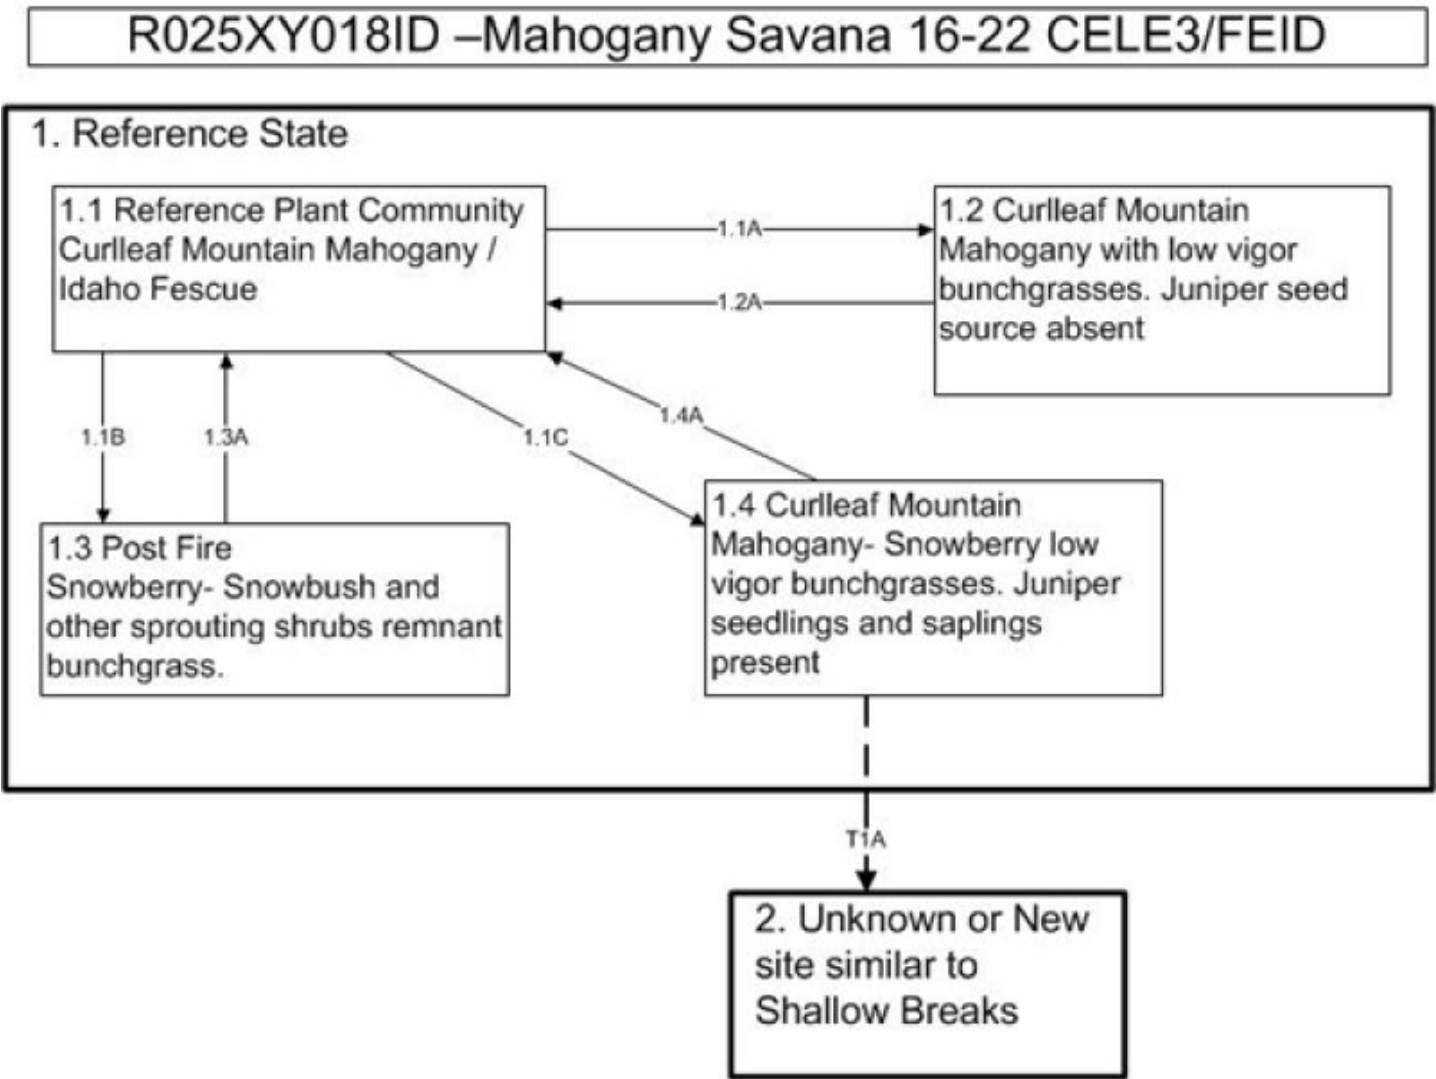 R025XY018ID –Mahogany Savana 16-22 CELE3/FEID
1. Reference State
1.1 Reference Plant Community
Curlleaf Mountain Mahogany /
Idaho Fescue
1.1A
1.2A
1.2 Curlleaf Mountain
Mahogany with low vigor
bunchgrasses. Juniper seed
source absent
1.1B
1.3A
1.1C
1.4A
1.3 Post Fire
Snowberry- Snowbush and
other sprouting shrubs remnant
bunchgrass.
1.4 Curlleaf Mountain
Mahogany- Snowberry low
vigor bunchgrasses. Juniper
seedlings and saplings
present
T1A
2. Unknown or New
site similar to
Shallow Breaks